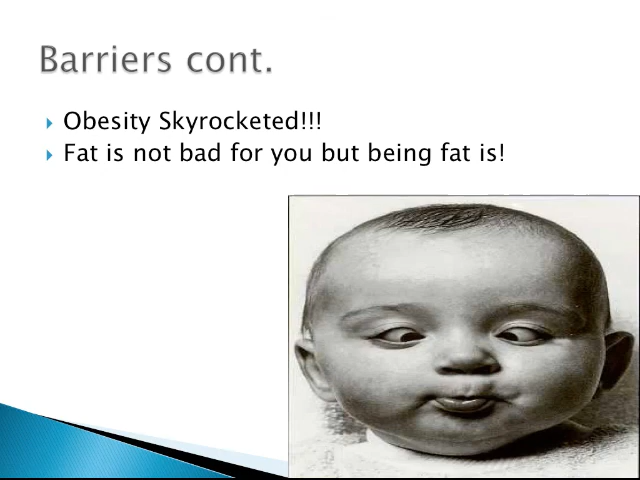 Barriers cont.
Obesity Skyrocketed!!!
Fat is not bad for you but being fat is!